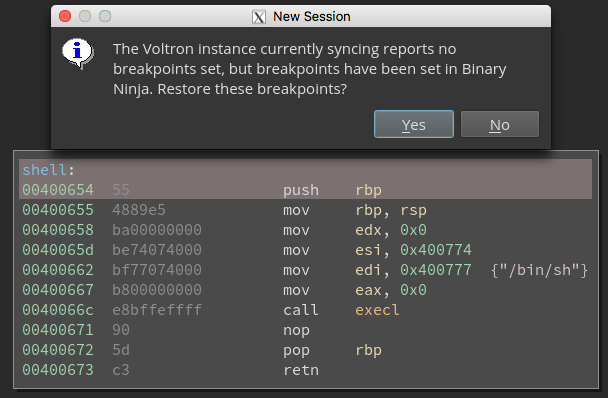 New Session
The Voltron instance currently syncing reports no
breakpoints set, but breakpoints have been set in Binary
Ninja. Restore these breakpoints?
Yes No
shell:
00400654 55 push rbp
00400655 4889e5 mov rbp, rsp
00400658 ba00000000 mov edx, 0x0
0040065d be74074000 mov esi, 0x400774
00400662 bf77074000 mov edi, 0x400777 {"/bin/sh"}
00400667 b800000000 mov eax, 0x0
0040066c e8bffeffff call execl
00400671 90 nop
00400672 5d pop rbp
00400673 c3 retn